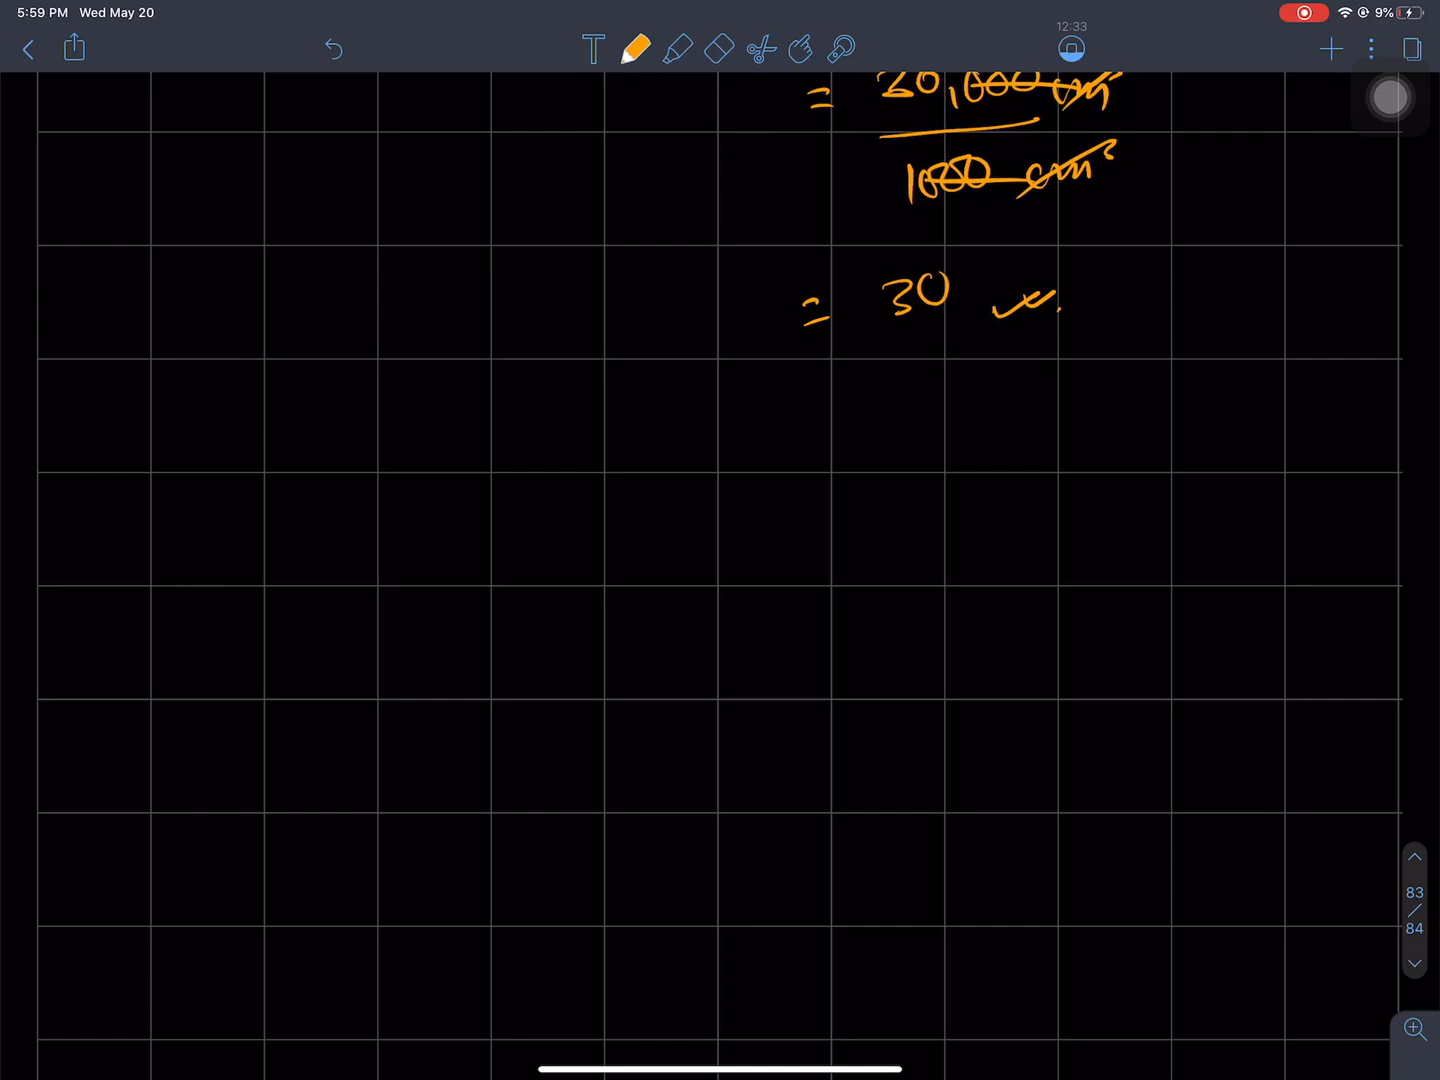 5:59 PM Wed May 20
9%
12:33
T
= 30,000 cm³
1000 cm³
= 30
83
84